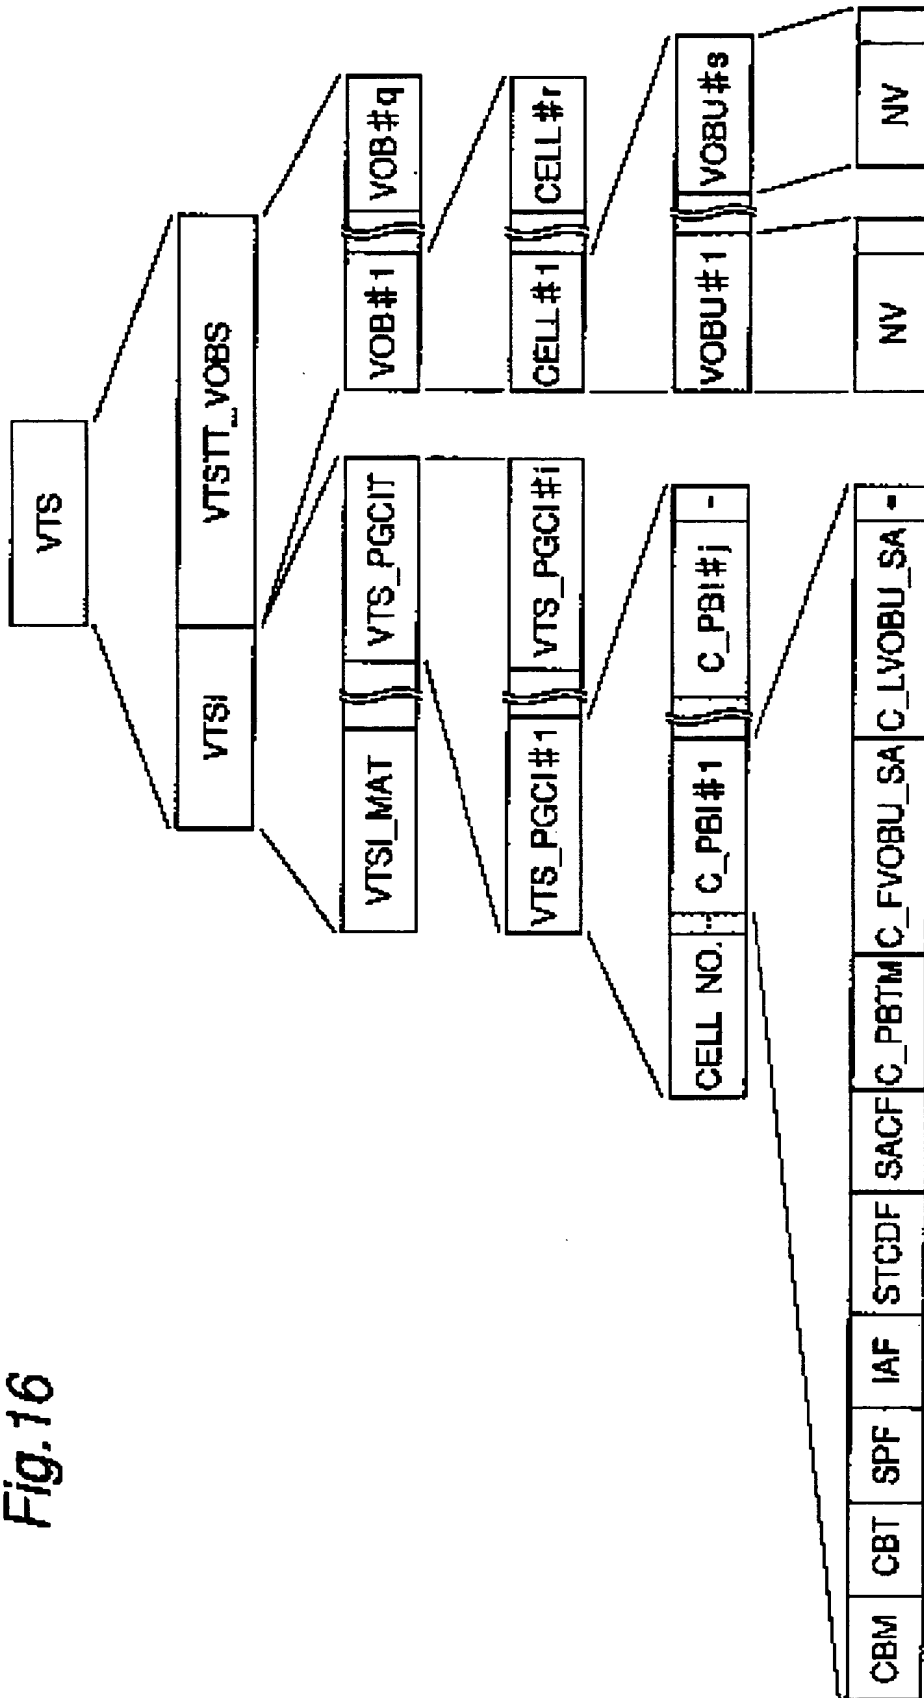 Fig.16
VTS
VTSI VTSTT_VOBS
VTSI_MAT VTS_PGCIT VOB#1 VOB#q
VTS_PGCI#1 VTS_PGCI#i CELL#1 CELL#r
CELL NO. -- C_PBI#1 C_PBI#j - VOBU#1 VOBU#s
CBM CBT SPF IAF STCDF SACF C_PBTM C_FVOBU_SA C_LVOBU_SA - NV NV